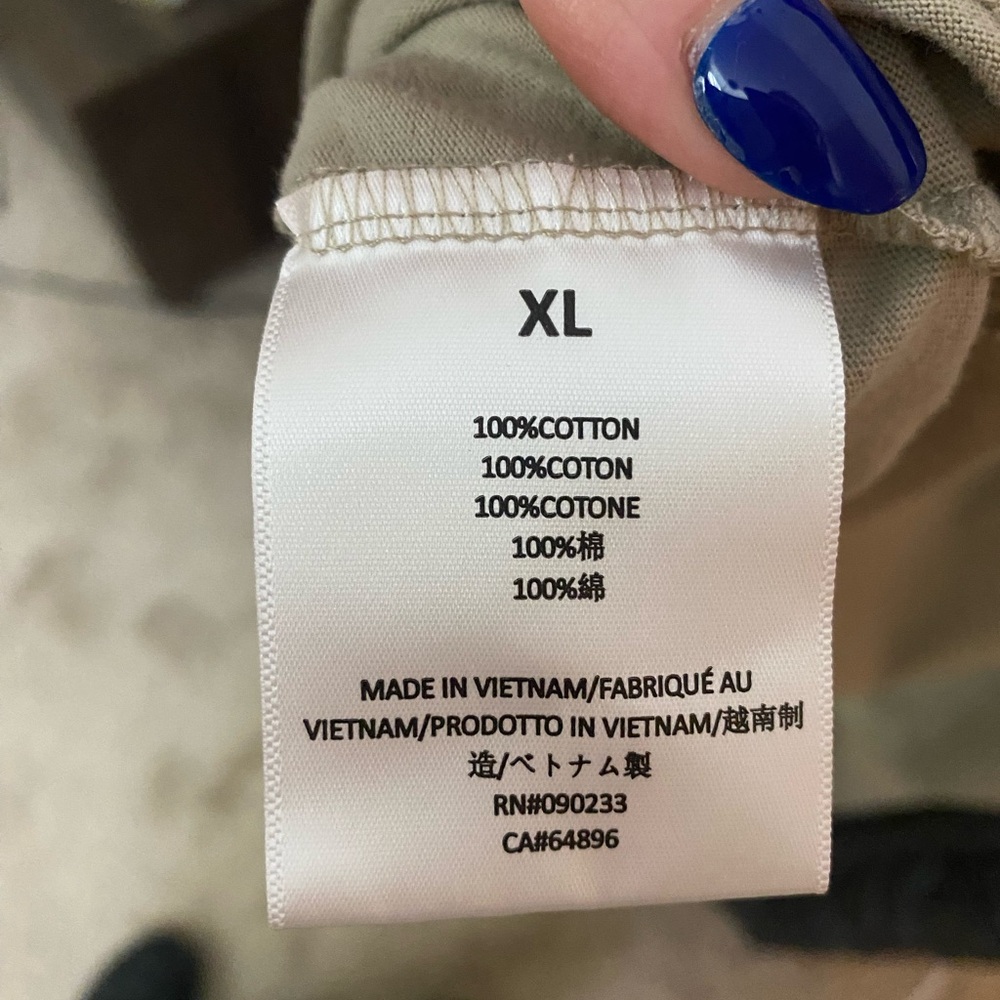 XL
100%COTTON
100%COTON
100%COTONE
100%棉
100%綿
MADE IN VIETNAM/FABRIQUÉ AU
VIETNAM/PRODOTTO IN VIETNAM/越南制
造/ベトナム製
RN#090233
CA#64896